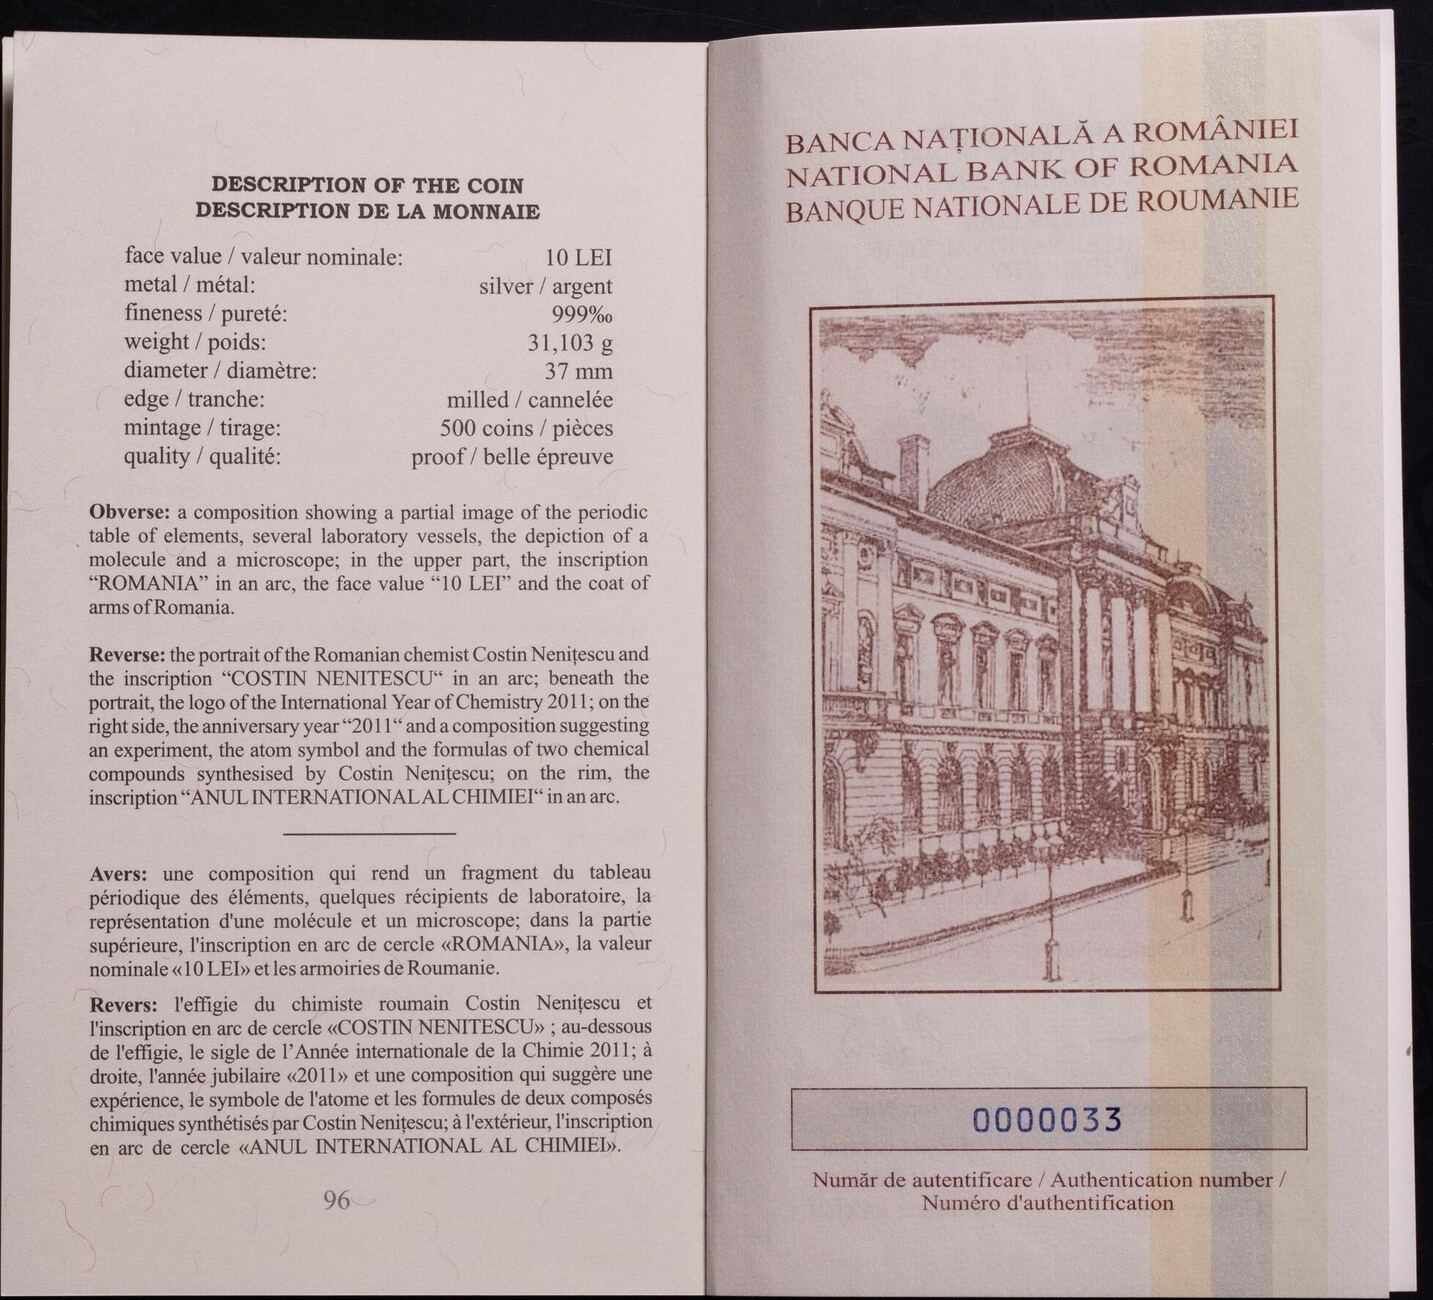 DESCRIPTION OF THE COIN
DESCRIPTION DE LA MONNAIE
face value / valeur nominale: 10 LEI
metal / métal: silver / argent
fineness / pureté: 999‰
weight / poids: 31,103 g
diameter / diamètre: 37 mm
edge / tranche: milled / cannelée
mintage / tirage: 500 coins / pièces
quality / qualité: proof / belle épreuve
Obverse: a composition showing a partial image of the periodic
table of elements, several laboratory vessels, the depiction of a
molecule and a microscope; in the upper part, the inscription
“ROMANIA” in an arc, the face value “10 LEI” and the coat of
arms of Romania.
Reverse: the portrait of the Romanian chemist Costin Nenițescu and
the inscription “COSTIN NENITESCU“ in an arc; beneath the
portrait, the logo of the International Year of Chemistry 2011; on the
right side, the anniversary year “2011“ and a composition suggesting
an experiment, the atom symbol and the formulas of two chemical
compounds synthesised by Costin Nenițescu; on the rim, the
inscription “ANUL INTERNATIONAL AL CHIMIEI“ in an arc.
Avers: une composition qui rend un fragment du tableau
périodique des éléments, quelques récipients de laboratoire, la
représentation d'une molécule et un microscope; dans la partie
supérieure, l'inscription en arc de cercle «ROMANIA», la valeur
nominale «10 LEI» et les armoiries de Roumanie.
Revers: l'effigie du chimiste roumain Costin Nenițescu et
l'inscription en arc de cercle «COSTIN NENITESCU» ; au-dessous
de l'effigie, le sigle de l’Année internationale de la Chimie 2011; à
droite, l'année jubilaire «2011» et une composition qui suggère une
expérience, le symbole de l'atome et les formules de deux composés
chimiques synthétisés par Costin Nenițescu; à l'extérieur, l'inscription
en arc de cercle «ANUL INTERNATIONAL AL CHIMIEI».
96
BANCA NAȚIONALĂ A ROMÂNIEI
NATIONAL BANK OF ROMANIA
BANQUE NATIONALE DE ROUMANIE
0000033
Număr de autentificare / Authentication number /
Numéro d'authentification